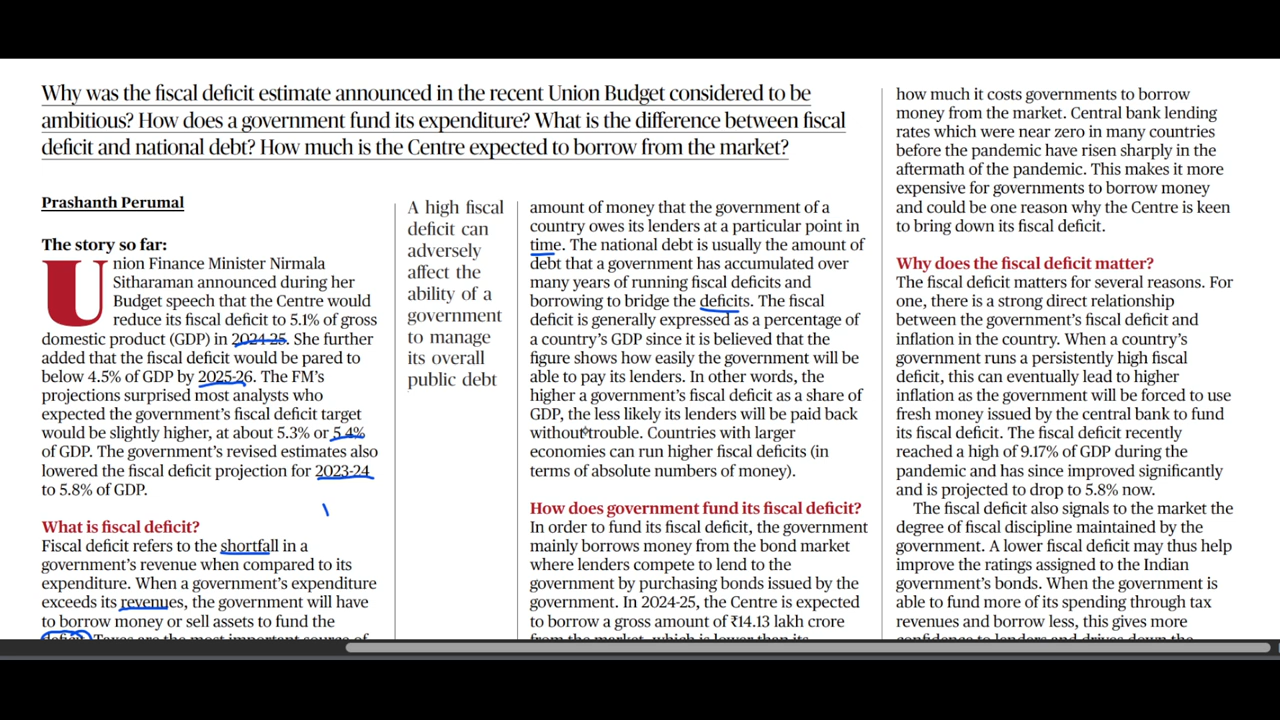 Why was the fiscal deficit estimate announced in the recent Union Budget considered to be
ambitious? How does a government fund its expenditure? What is the difference between fiscal
deficit and national debt? How much is the Centre expected to borrow from the market?
Prashanth Perumal
The story so far:
Union Finance Minister Nirmala
Sitharaman announced during her
Budget speech that the Centre would
reduce its fiscal deficit to 5.1% of gross
domestic product (GDP) in 2024-25. She further
added that the fiscal deficit would be pared to
below 4.5% of GDP by 2025-26. The FM's
projections surprised most analysts who
expected the government's fiscal deficit target
would be slightly higher, at about 5.3% or 5.4%
of GDP. The government's revised estimates also
lowered the fiscal deficit projection for 2023-24
to 5.8% of GDP.
What is fiscal deficit?
Fiscal deficit refers to the shortfall in a
government's revenue when compared to its
expenditure. When a government's expenditure
exceeds its revenues, the government will have
to borrow money or sell assets to fund the
deficit. Taxes are the most important source of
A high fiscal
deficit can
adversely
affect the
ability of a
government
to manage
its overall
public debt
amount of money that the government of a
country owes its lenders at a particular point in
time. The national debt is usually the amount of
debt that a government has accumulated over
many years of running fiscal deficits and
borrowing to bridge the deficits. The fiscal
deficit is generally expressed as a percentage of
a country's GDP since it is believed that the
figure shows how easily the government will be
able to pay its lenders. In other words, the
higher a government's fiscal deficit as a share of
GDP, the less likely its lenders will be paid back
without trouble. Countries with larger
economies can run higher fiscal deficits (in
terms of absolute numbers of money).
How does government fund its fiscal deficit?
In order to fund its fiscal deficit, the government
mainly borrows money from the bond market
where lenders compete to lend to the
government by purchasing bonds issued by the
government. In 2024-25, the Centre is expected
to borrow a gross amount of ₹14.13 lakh crore
from the market, which is lower than its
how much it costs governments to borrow
money from the market. Central bank lending
rates which were near zero in many countries
before the pandemic have risen sharply in the
aftermath of the pandemic. This makes it more
expensive for governments to borrow money
and could be one reason why the Centre is keen
to bring down its fiscal deficit.
Why does the fiscal deficit matter?
The fiscal deficit matters for several reasons. For
one, there is a strong direct relationship
between the government's fiscal deficit and
inflation in the country. When a country's
government runs a persistently high fiscal
deficit, this can eventually lead to higher
inflation as the government will be forced to use
fresh money issued by the central bank to fund
its fiscal deficit. The fiscal deficit recently
reached a high of 9.17% of GDP during the
pandemic and has since improved significantly
and is projected to drop to 5.8% now.
The fiscal deficit also signals to the market the
degree of fiscal discipline maintained by the
government. A lower fiscal deficit may thus help
improve the ratings assigned to the Indian
government's bonds. When the government is
able to fund more of its spending through tax
revenues and borrow less, this gives more
confidence to lenders and drives down the